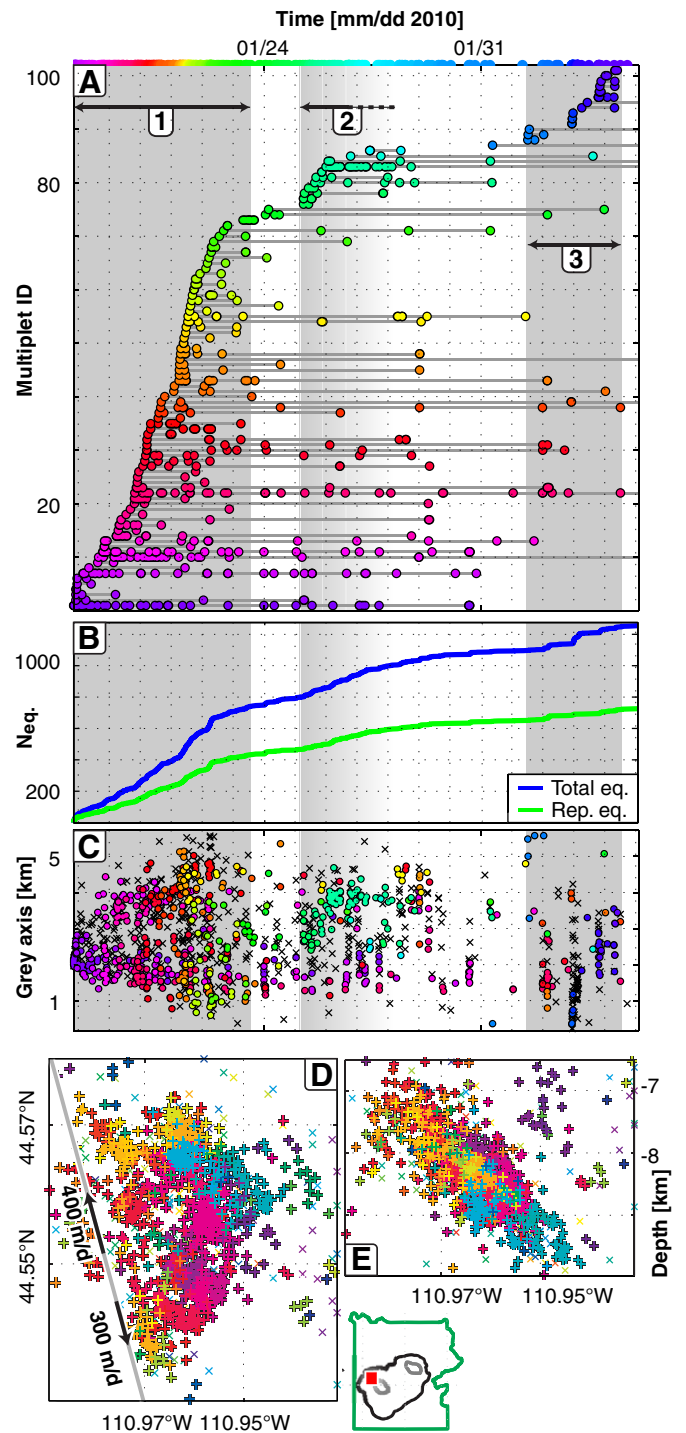 Time [mm/dd 2010]
01/24
01/31
A
100
1
2
80
3
Multiplet ID
20
B
1000
Neq.
200
Total eq.
Rep. eq.
C
5
Grey axis [km]
1
D
44.57°N
44.55°N
400 m/d
300 m/d
110.97°W
110.95°W
-7
-8
Depth [km]
E
110.97°W
110.95°W